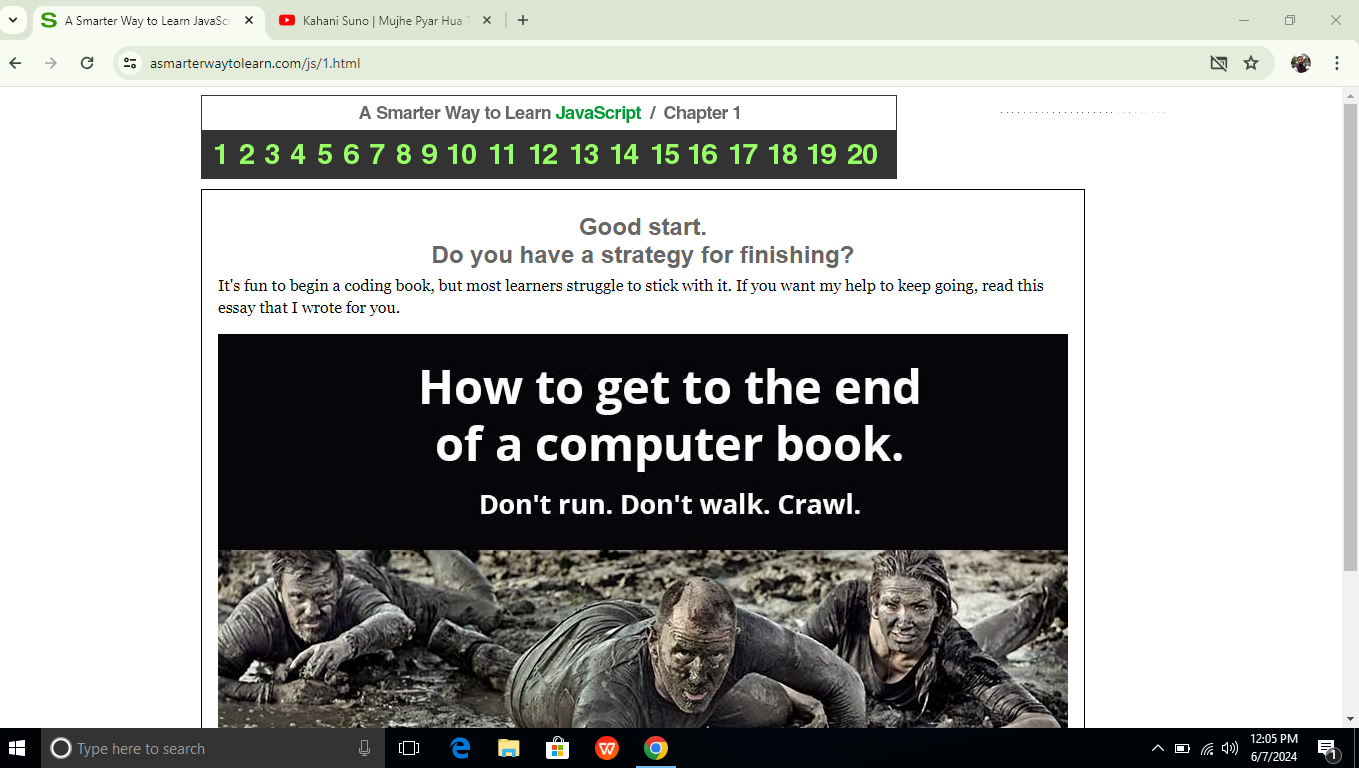 A Smarter Way to Learn JavaScr
Kahani Suno | Mujhe Pyar Hua T
asmarterwaytolearn.com/js/1.html
A Smarter Way to Learn JavaScript / Chapter 1
1 2 3 4 5 6 7 8 9 10 11 12 13 14 15 16 17 18 19 20
Good start.
Do you have a strategy for finishing?
It's fun to begin a coding book, but most learners struggle to stick with it. If you want my help to keep going, read this
essay that I wrote for you.
How to get to the end
of a computer book.
Don't run. Don't walk. Crawl.
Type here to search
12:05 PM
6/7/2024
1